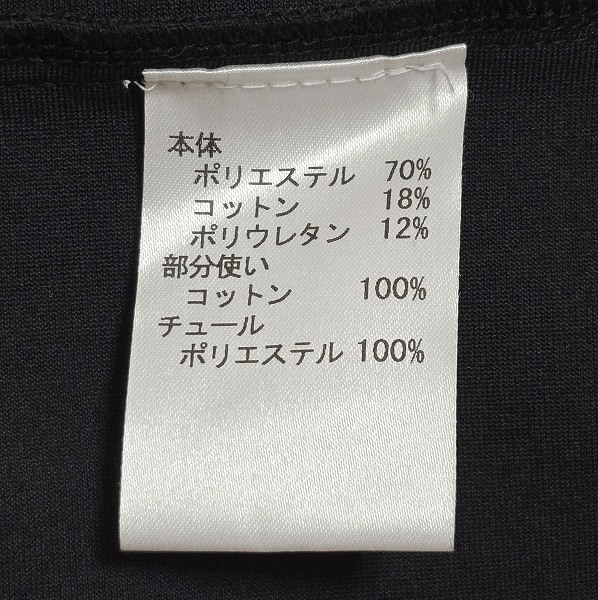 本体
ポリエステル 70%
コットン 18%
ポリウレタン 12%
部分使い
コットン 100%
チュール
ポリエステル 100%